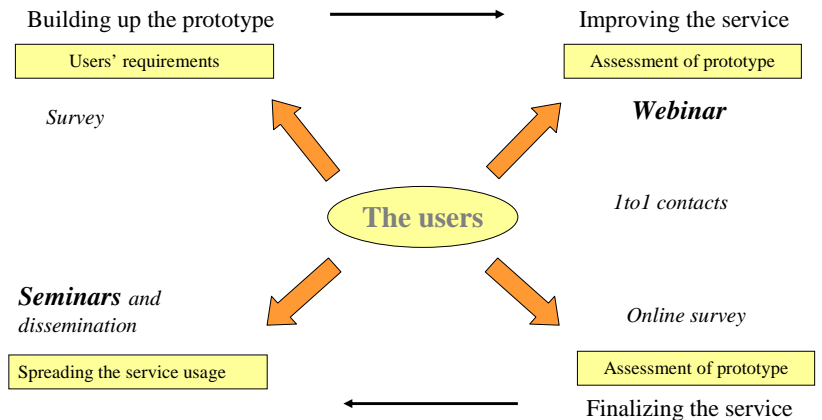 Building up the prototype
Improving the service
Users’ requirements
Assessment of prototype
Survey
Webinar
The users
1to1 contacts
Seminars and
dissemination
Online survey
Spreading the service usage
Assessment of prototype
Finalizing the service